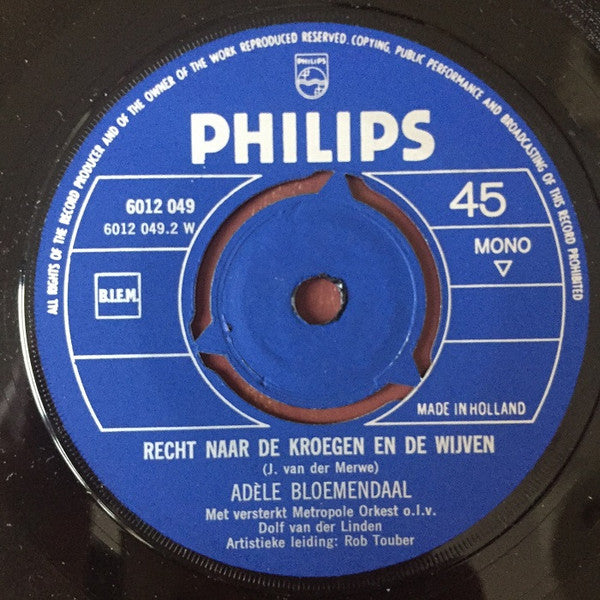 ALL RIGHTS OF THE RECORD PRODUCER AND OF THE OWNER OF THE WORK REPRODUCED RESERVED. COPYING, PUBLIC PERFORMANCE AND BROADCASTING OF THIS RECORD PROHIBITED
PHILIPS
PHILIPS
6012 049
6012 049.2 W
45
MONO
B.I.E.M.
MADE IN HOLLAND
RECHT NAAR DE KROEGEN EN DE WIJVEN
(J. van der Merwe)
ADÈLE BLOEMENDAAL
Met versterkt Metropole Orkest o.l.v.
Dolf van der Linden
Artistieke leiding: Rob Touber